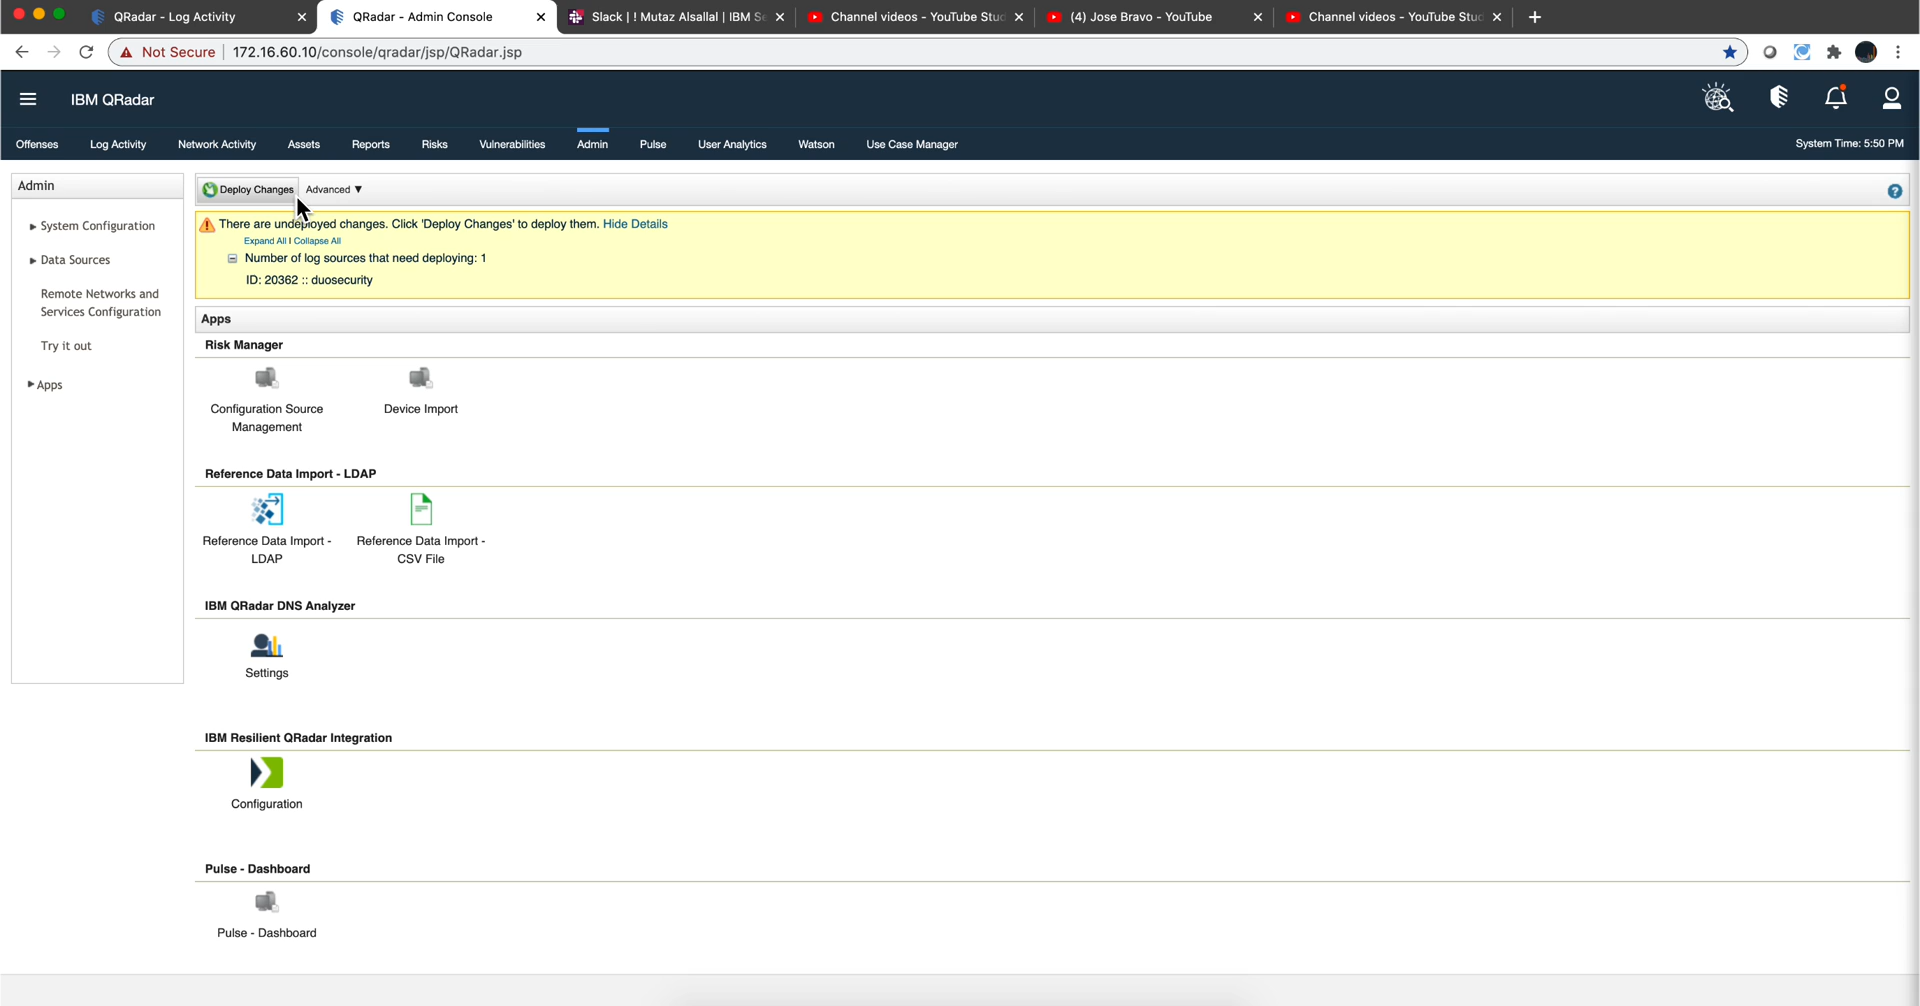 QRadar - Log Activity
QRadar - Admin Console
Slack | ! Mutaz Alsallal | IBM Se
Channel videos - YouTube Stud
(4) Jose Bravo - YouTube
Channel videos - YouTube Stud
Not Secure
172.16.60.10/console/qradar/jsp/QRadar.jsp
IBM QRadar
Offenses
Log Activity
Network Activity
Assets
Reports
Risks
Vulnerabilities
Admin
Pulse
User Analytics
Watson
Use Case Manager
System Time: 5:50 PM
Admin
System Configuration
Data Sources
Remote Networks and
Services Configuration
Try it out
Apps
Deploy Changes
Advanced ▼
There are undeployed changes. Click 'Deploy Changes' to deploy them. Hide Details
Expand All | Collapse All
Number of log sources that need deploying: 1
ID: 20362 :: duosecurity
Apps
Risk Manager
Configuration Source
Management
Device Import
Reference Data Import - LDAP
Reference Data Import -
LDAP
Reference Data Import -
CSV File
IBM QRadar DNS Analyzer
Settings
IBM Resilient QRadar Integration
Configuration
Pulse - Dashboard
Pulse - Dashboard